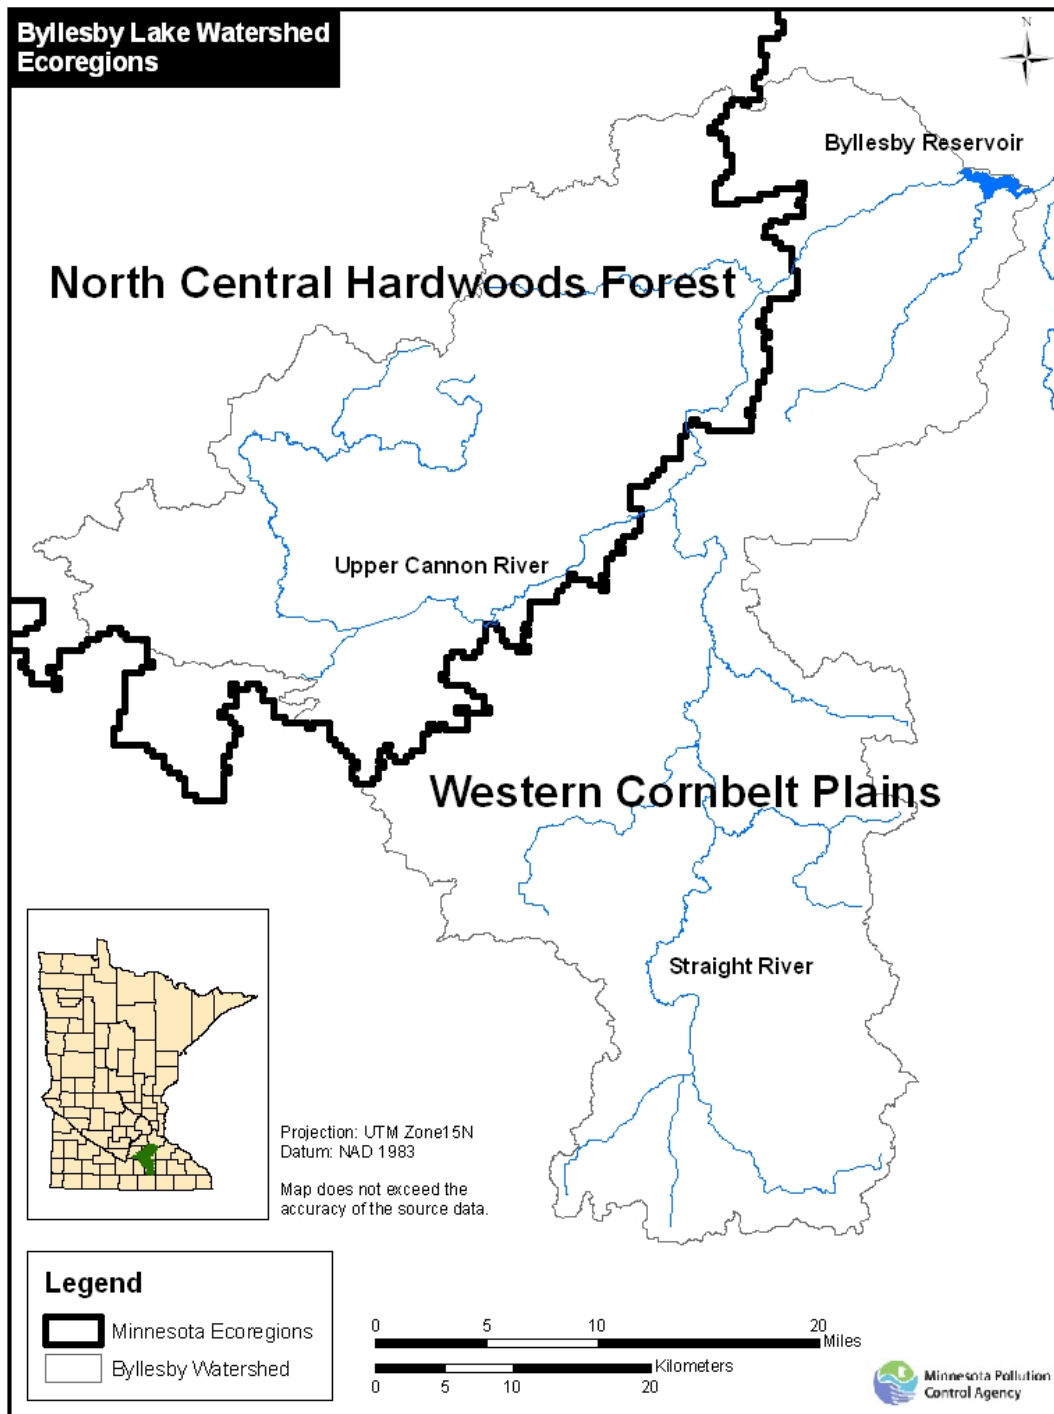 Byllesby Lake Watershed
Ecoregions
N
Byllesby Reservoir
North Central Hardwoods Forest
Upper Cannon River
Western Cornbelt Plains
Straight River
Projection: UTM Zone15N
Datum: NAD 1983
Map does not exceed the
accuracy of the source data.
Legend
Minnesota Ecoregions
Byllesby Watershed
0 5 10 20
Miles
Kilometers
0 5 10 20
Minnesota Pollution
Control Agency